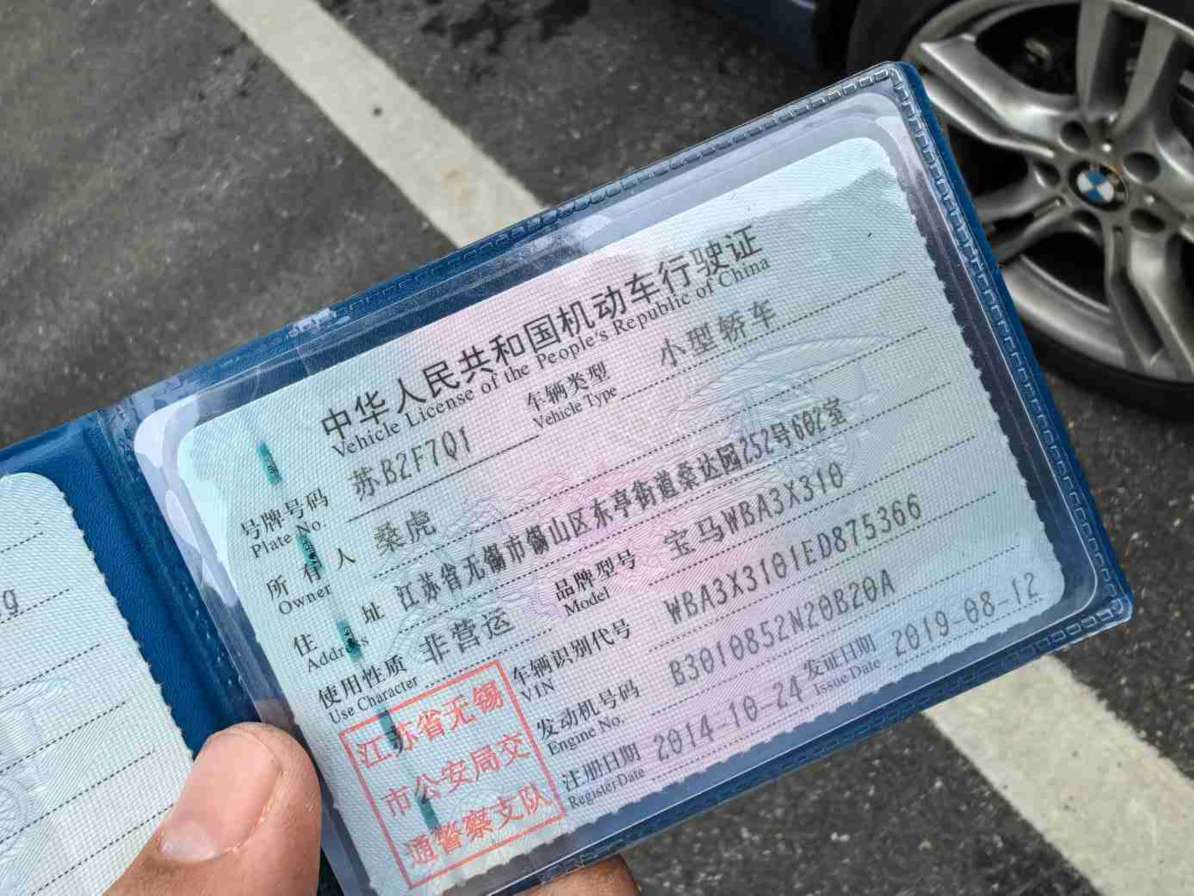 中华人民共和国机动车行驶证
Vehicle License of the People's Republic of China
号牌号码 苏B2F7Q1 车辆类型 小型轿车
Plate No. Vehicle Type
所有人 桑虎
Owner
住址 江苏省无锡市锡山区东亭街道桑达园252号602室
Address
使用性质 非营运 品牌型号 宝马WBA3X310
Use Character Model
车辆识别代号 WBA3X3101ED875366
VIN
发动机号码 B3010852N20B20A
Engine No.
注册日期 2014-10-24 发证日期 2019-08-12
Register Date Issue Date
江苏省无锡
市公安局交
通警察支队
g